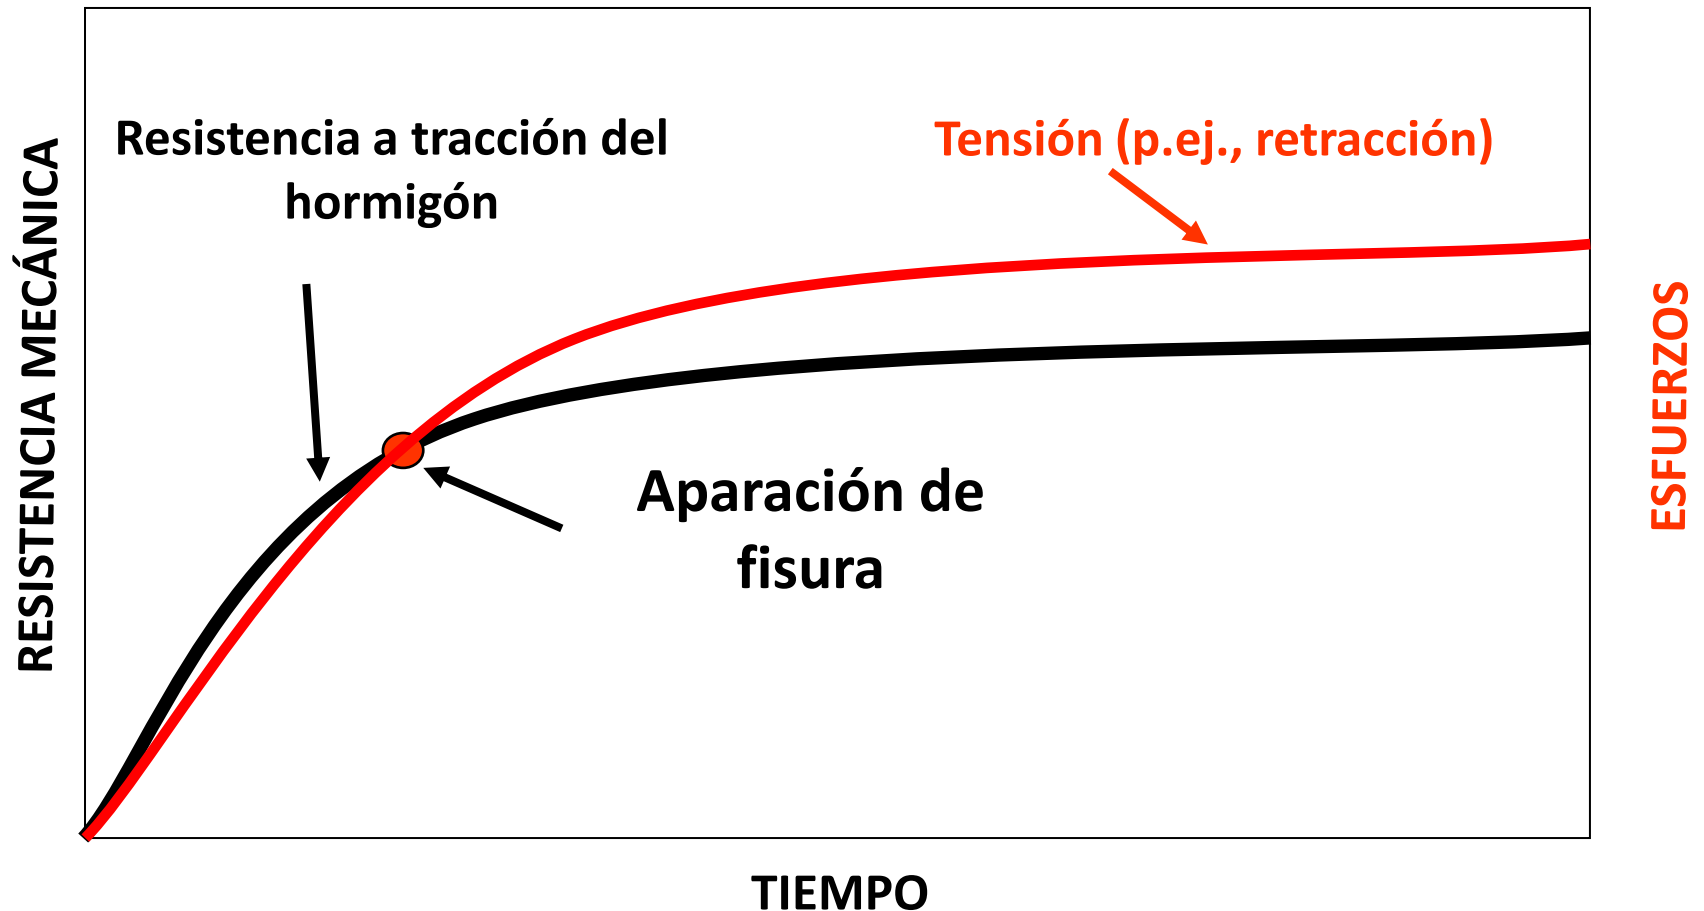 Resistencia a tracción del
hormigón
Tensión (p.ej., retracción)
RESISTENCIA MECÁNICA
ESFUERZOS
Aparación de
fisura
TIEMPO